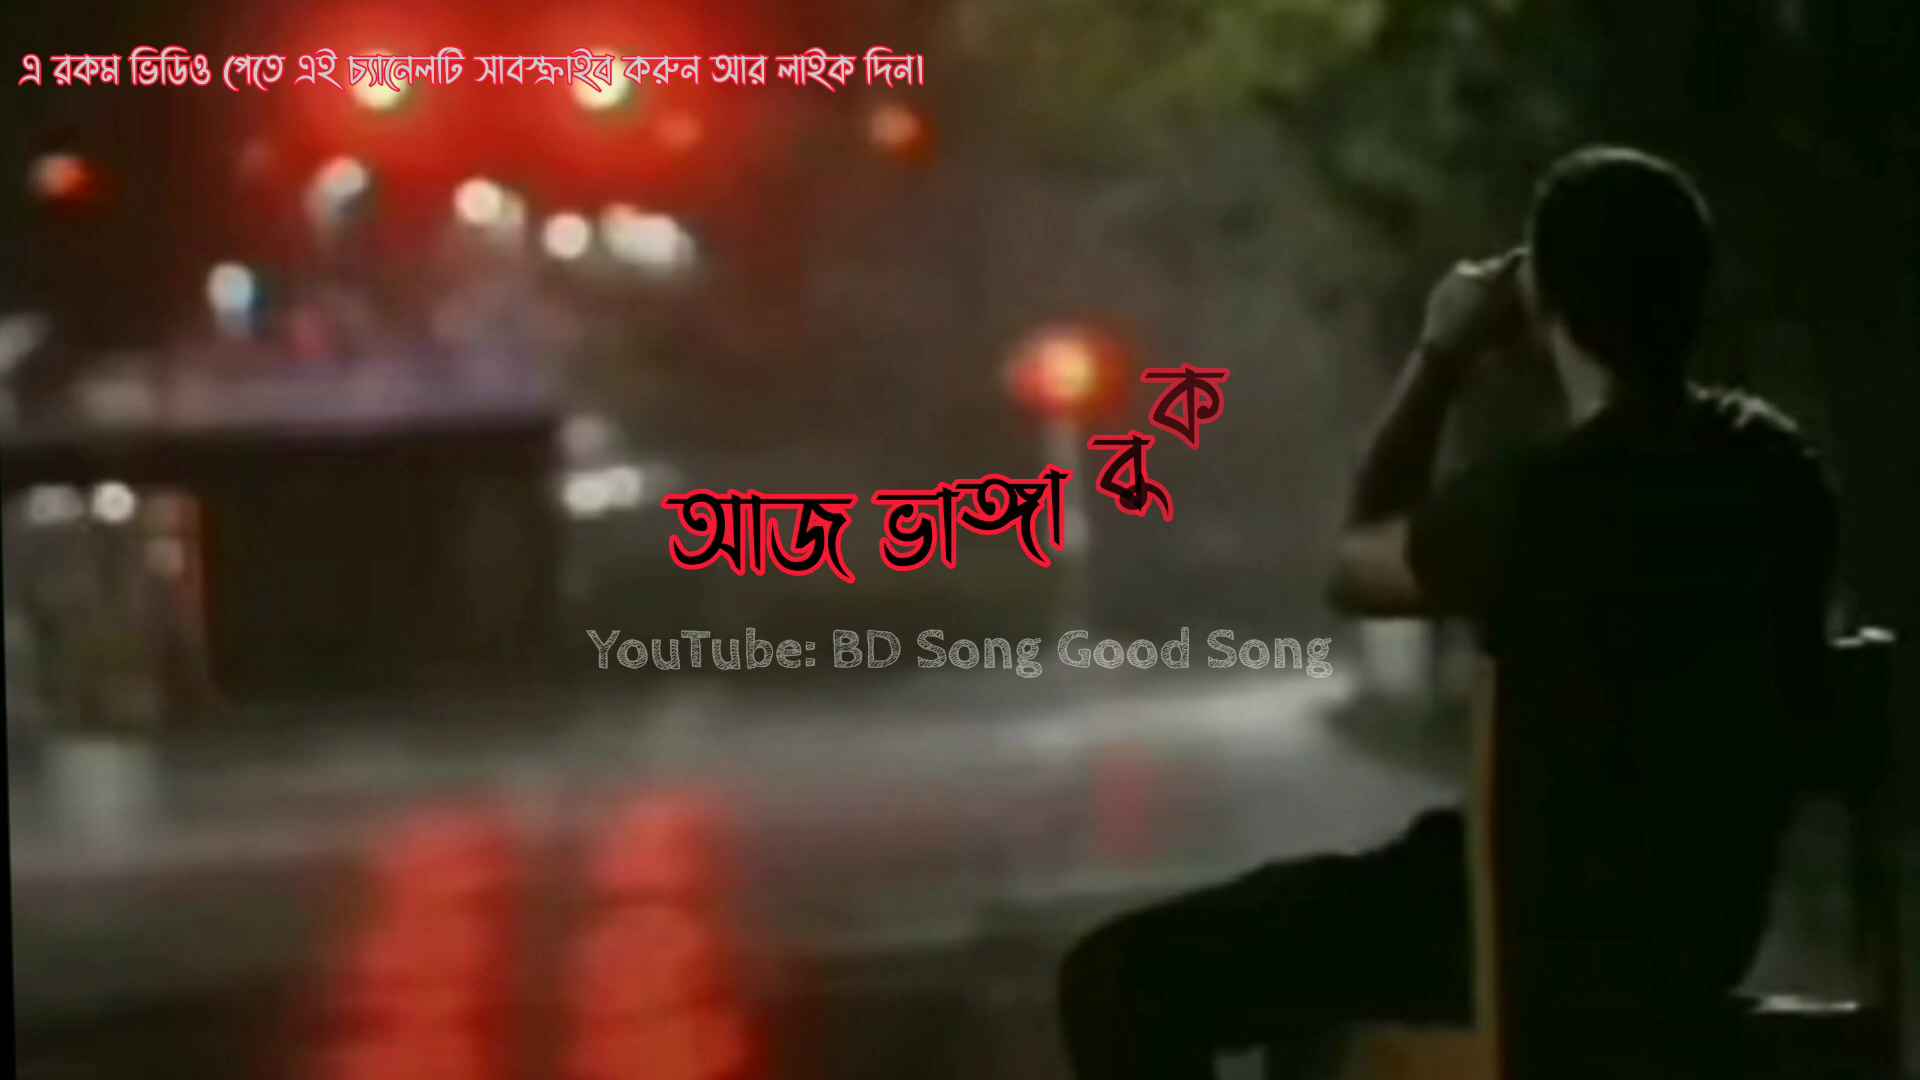 এ রকম ভিডিও পেতে এই চ্যানেলটি সাবস্ক্রাইব করুন আর লাইক দিন।
আজ ভাঙ্গা বুক
YouTube: BD Song Good Song